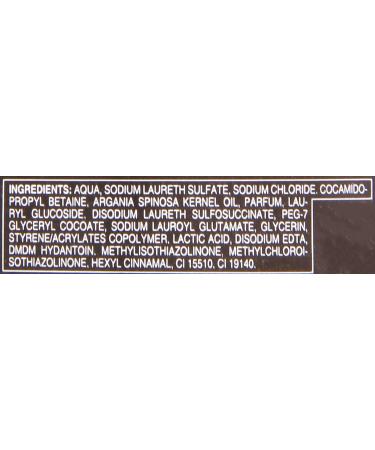 INGREDIENTS: AQUA, SODIUM LAURETH SULFATE, SODIUM CHLORIDE. COCAMIDO-
PROPYL BETAINE, ARGANIA SPINOSA KERNEL OIL, PARFUM, LAU-
RYL GLUCOSIDE, DISODIUM LAURETH SULFOSUCCINATE, PEG-7
GLYCERYL COCOATE, SODIUM LAUROYL GLUTAMATE, GLYCERIN,
STYRENE/ACRYLATES COPOLYMER, LACTIC ACID, DISODIUM EDTA,
DMDM HYDANTOIN. METHYLISOTHIAZOLINONE, METHYLCHLOROI-
SOTHIAZOLINONE, HEXYL CINNAMAL, CI 15510, CI 19140.